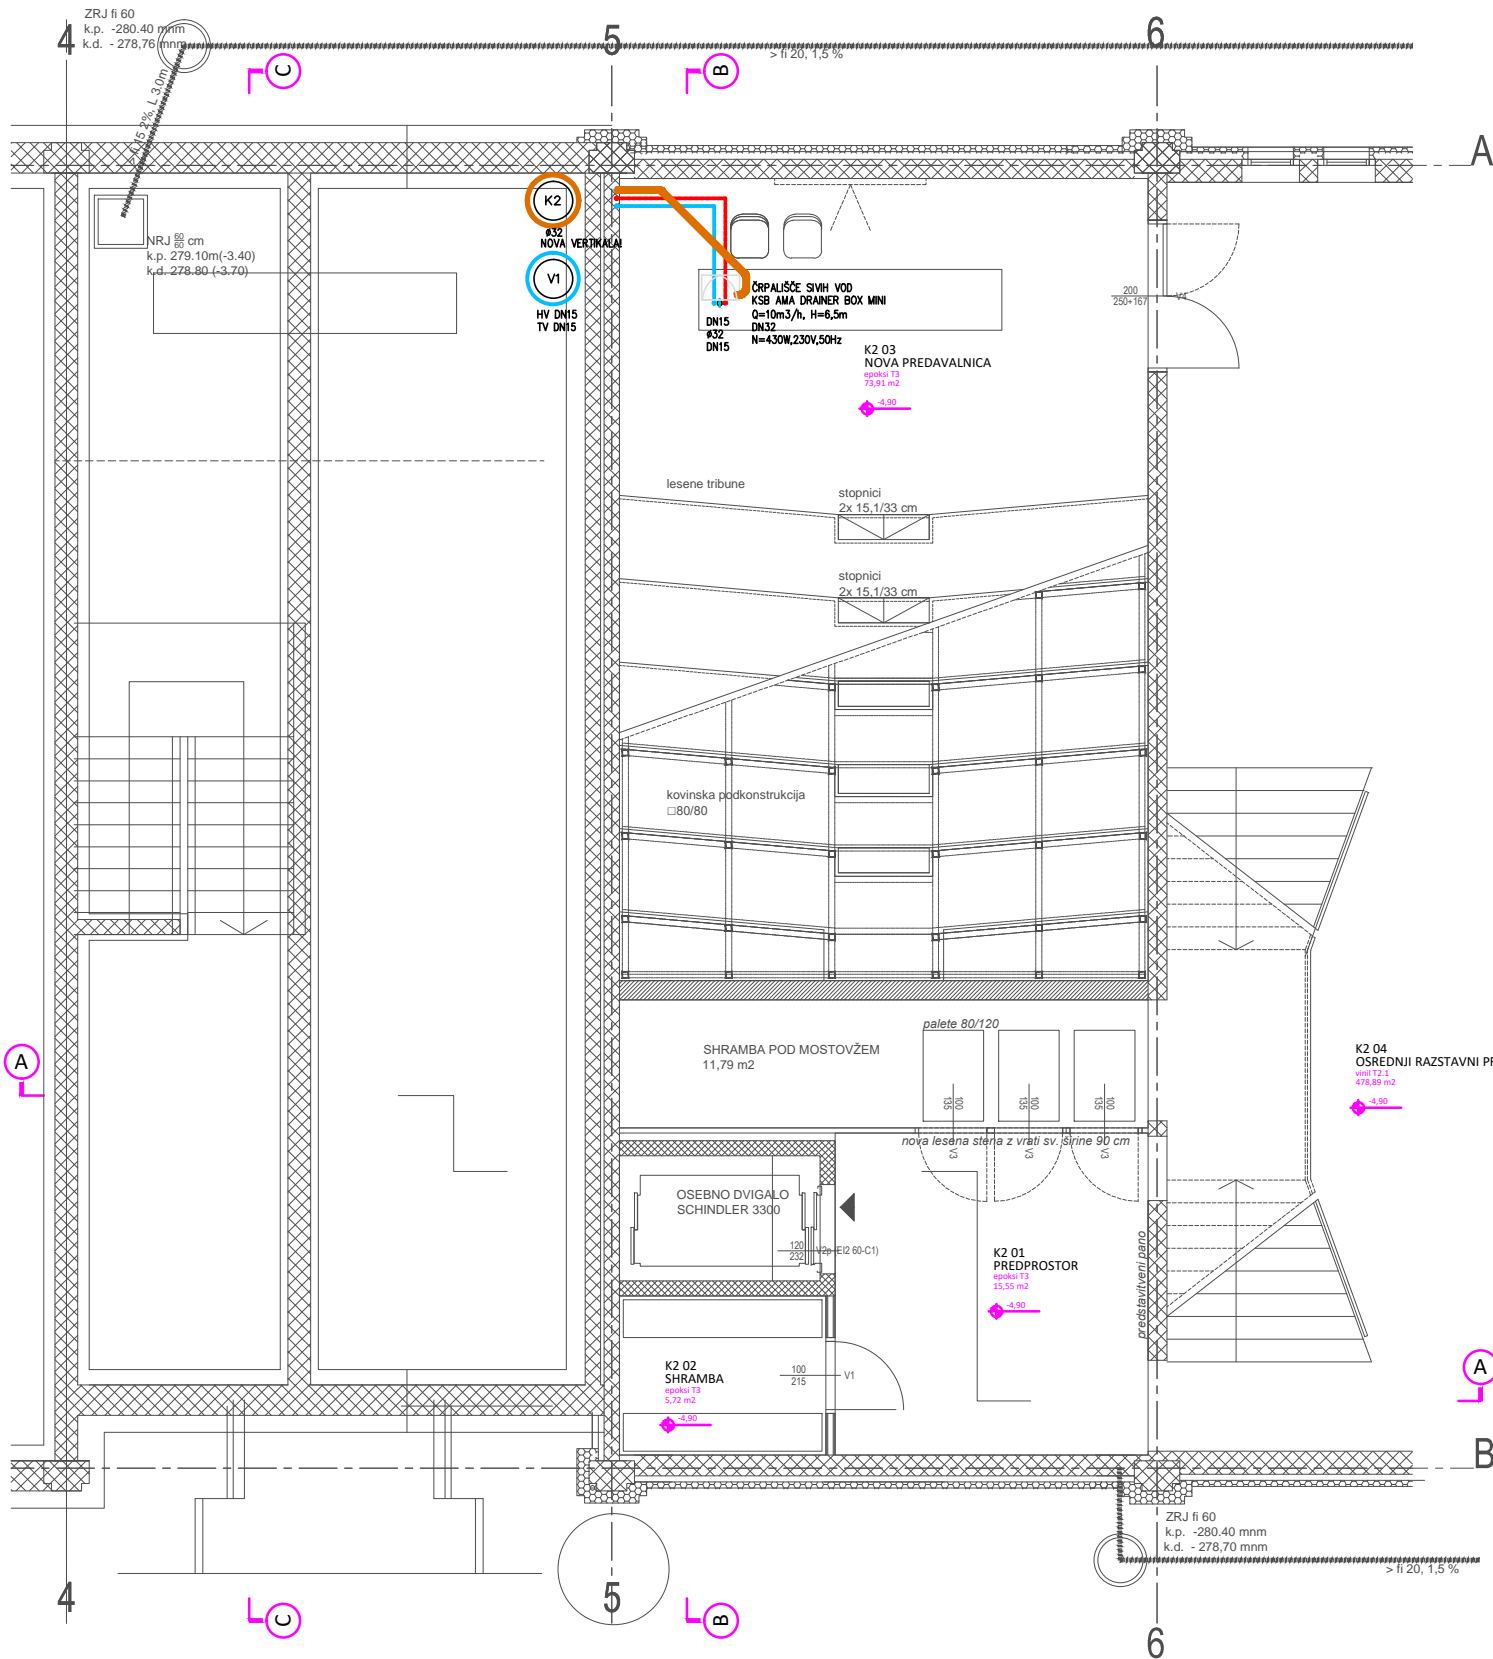 ZRJ fi 60
k.p. -280.40 mnm
k.d. - 278,76 mnm
4
5
6
> fi 20, 1,5 %
C
B
> fi 15 2%, L 3.0m
A
K2
ø32
NOVA VERTIKALA!
V1
HV DN15
TV DN15
NRJ 60/60 cm
k.p. 279.10m(-3.40)
k.d. 278.80 (-3.70)
ČRPALIŠČE SIVIH VOD
KSB AMA DRAINER BOX MINI
Q=10m3/h, H=6,5m
DN32
N=430W,230V,50Hz
DN15
ø32
DN15
200
250+167
V4
K2 03
NOVA PREDAVALNICA
epoksi T3
73,91 m2
-4,90
lesene tribune
stopnici
2x 15,1/33 cm
stopnici
2x 15,1/33 cm
kovinska podkonstrukcija
□80/80
palete 80/120
SHRAMBA POD MOSTOVŽEM
11,79 m2
100
135
V3
100
135
V3
100
135
V3
nova lesena stena z vrati sv. širine 90 cm
A
K2 04
OSREDNJI RAZSTAVNI PR
vinil T2.1
478,89 m2
-4,90
OSEBNO DVIGALO
SCHINDLER 3300
120
232
K2 01
PREDPROSTOR
epoksi T3
15,55 m2
-4,90
predstavitveni pano
K2 02
SHRAMBA
epoksi T3
5,72 m2
-4,90
100
215
V1
A
B
ZRJ fi 60
k.p. -280.40 mnm
k.d. - 278,70 mnm
> fi 20, 1,5 %
4
5
6
C
B